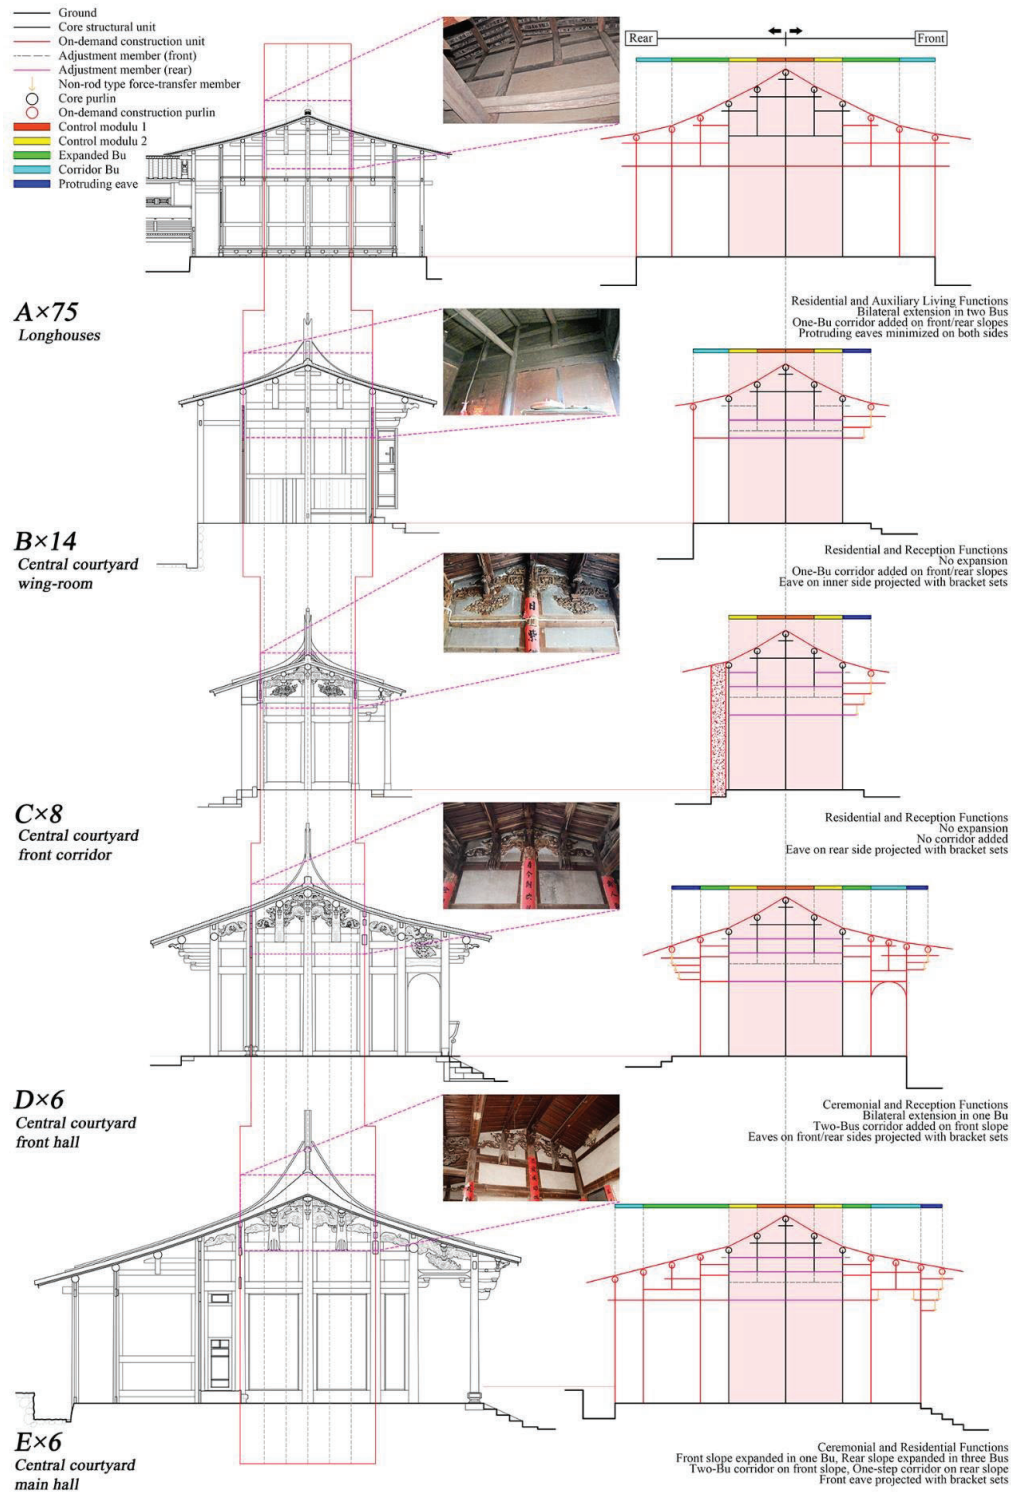 Ground
Core structural unit
On-demand construction unit
Adjustment member (front)
Adjustment member (rear)
Non-rod type force-transfer member
Core purlin
On-demand construction purlin
Control modulu 1
Control modulu 2
Expanded Bu
Corridor Bu
Protruding eave
Rear
Front
A×75
Longhouses
Residential and Auxiliary Living Functions
Bilateral extension in two Bus
One-Bu corridor added on front/rear slopes
Protruding eaves minimized on both sides
B×14
Central courtyard
wing-room
Residential and Reception Functions
No expansion
One-Bu corridor added on front/rear slopes
Eave on inner side projected with bracket sets
C×8
Central courtyard
front corridor
Residential and Reception Functions
No expansion
No corridor added
Eave on rear side projected with bracket sets
D×6
Central courtyard
front hall
Ceremonial and Reception Functions
Bilateral extension in one Bu
Two-Bus corridor added on front slope
Eaves on front/rear sides projected with bracket sets
E×6
Central courtyard
main hall
Ceremonial and Residential Functions
Front slope expanded in one Bu, Rear slope expanded in three Bus
Two-Bu corridor on front slope, One-step corridor on rear slope
Front eave projected with bracket sets